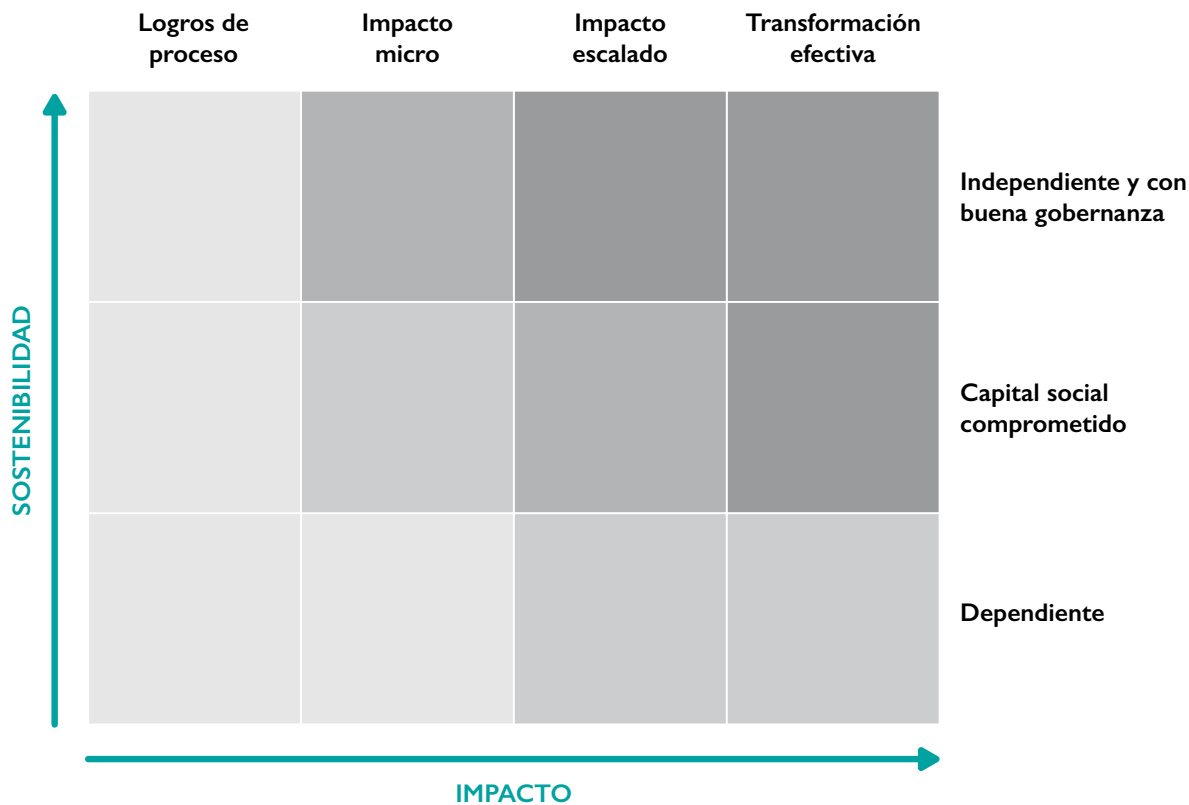 Logros de
proceso
Impacto
micro
Impacto
escalado
Transformación
efectiva
Independiente y con
buena gobernanza
SOSTENIBILIDAD
Capital social
comprometido
Dependiente
IMPACTO